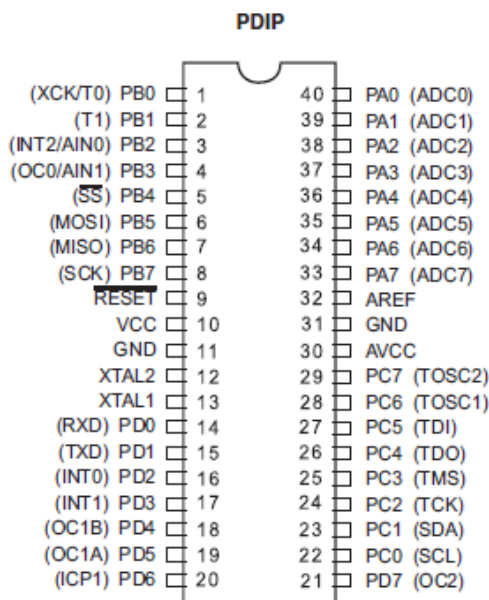 PDIP
(XCK/T0) PB0 1 40 PA0 (ADC0)
(T1) PB1 2 39 PA1 (ADC1)
(INT2/AIN0) PB2 3 38 PA2 (ADC2)
(OC0/AIN1) PB3 4 37 PA3 (ADC3)
(SS) PB4 5 36 PA4 (ADC4)
(MOSI) PB5 6 35 PA5 (ADC5)
(MISO) PB6 7 34 PA6 (ADC6)
(SCK) PB7 8 33 PA7 (ADC7)
RESET 9 32 AREF
VCC 10 31 GND
GND 11 30 AVCC
XTAL2 12 29 PC7 (TOSC2)
XTAL1 13 28 PC6 (TOSC1)
(RXD) PD0 14 27 PC5 (TDI)
(TXD) PD1 15 26 PC4 (TDO)
(INT0) PD2 16 25 PC3 (TMS)
(INT1) PD3 17 24 PC2 (TCK)
(OC1B) PD4 18 23 PC1 (SDA)
(OC1A) PD5 19 22 PC0 (SCL)
(ICP1) PD6 20 21 PD7 (OC2)